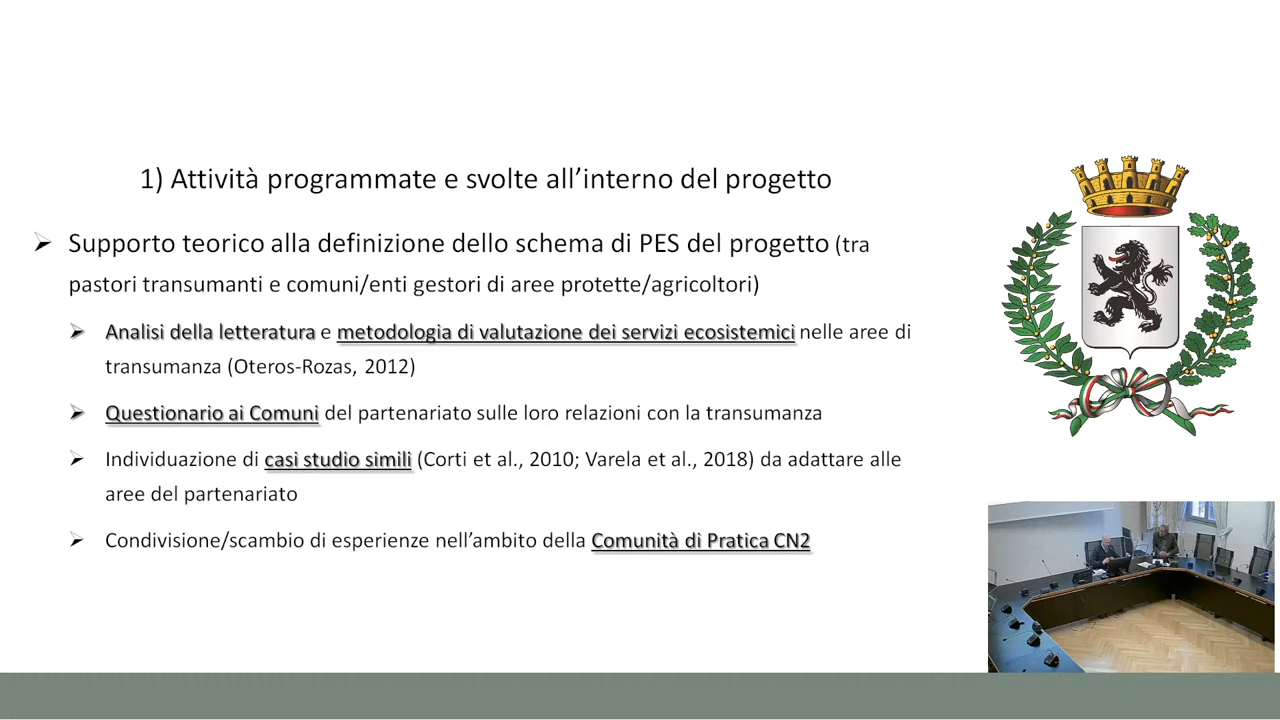 1) Attività programmate e svolte all’interno del progetto
Supporto teorico alla definizione dello schema di PES del progetto (tra
pastori transumanti e comuni/enti gestori di aree protette/agricoltori)
Analisi della letteratura e metodologia di valutazione dei servizi ecosistemici nelle aree di
transumanza (Oteros-Rozas, 2012)
Questionario ai Comuni del partenariato sulle loro relazioni con la transumanza
Individuazione di casi studio simili (Corti et al., 2010; Varela et al., 2018) da adattare alle
aree del partenariato
Condivisione/scambio di esperienze nell’ambito della Comunità di Pratica CN2